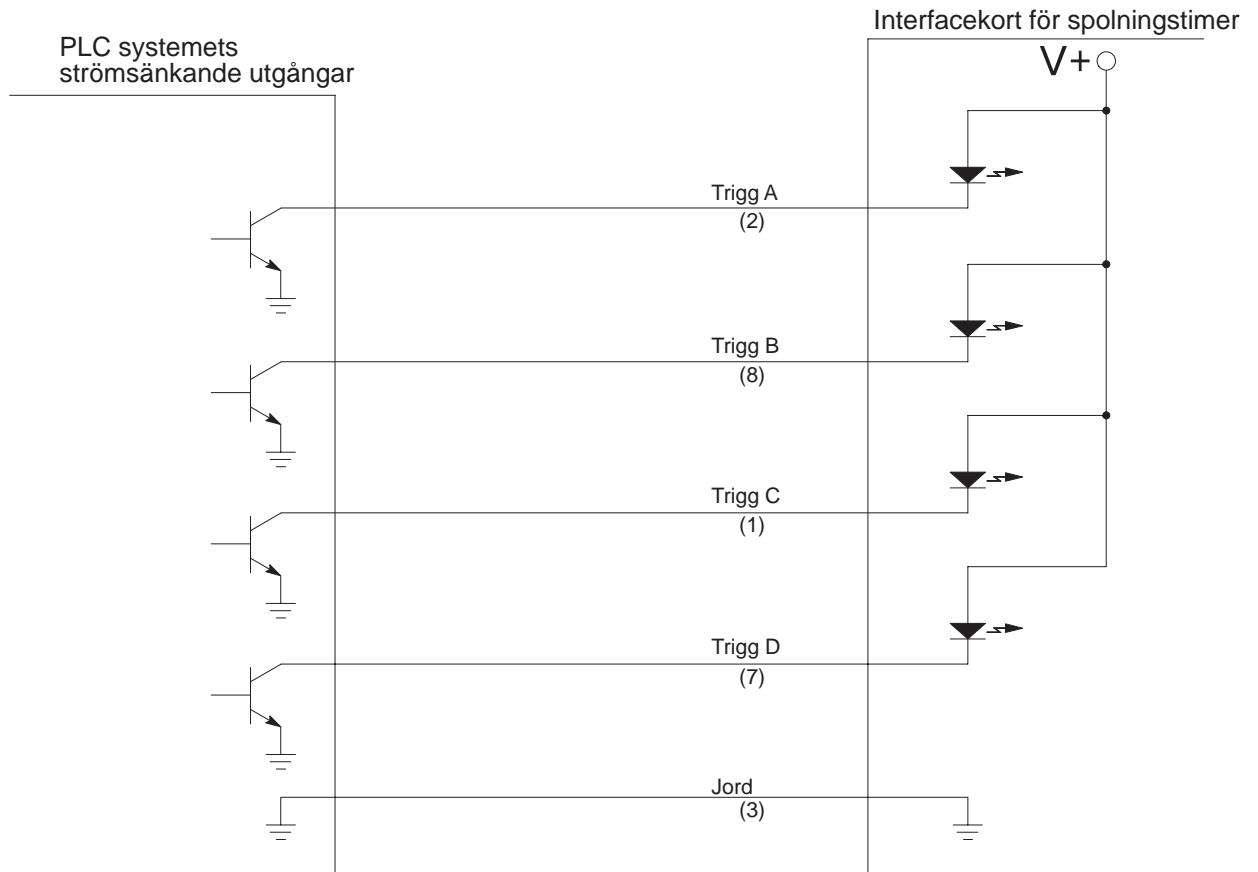 Interfacekort för spolningstimer
PLC systemets
strömsänkande utgångar
V+
Trigg A
(2)
Trigg B
(8)
Trigg C
(1)
Trigg D
(7)
Jord
(3)